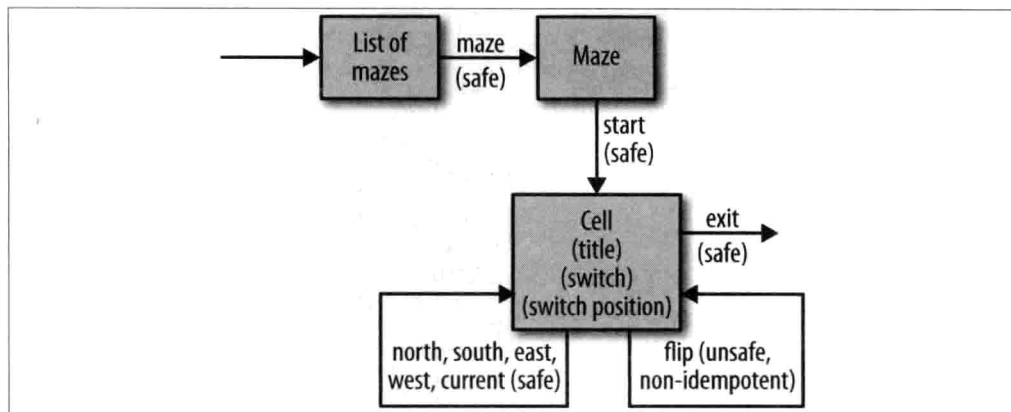 List of
mazes
maze
(safe)
Maze
start
(safe)
Cell
(title)
(switch)
(switch position)
exit
(safe)
north, south, east,
west, current (safe)
flip (unsafe,
non-idempotent)